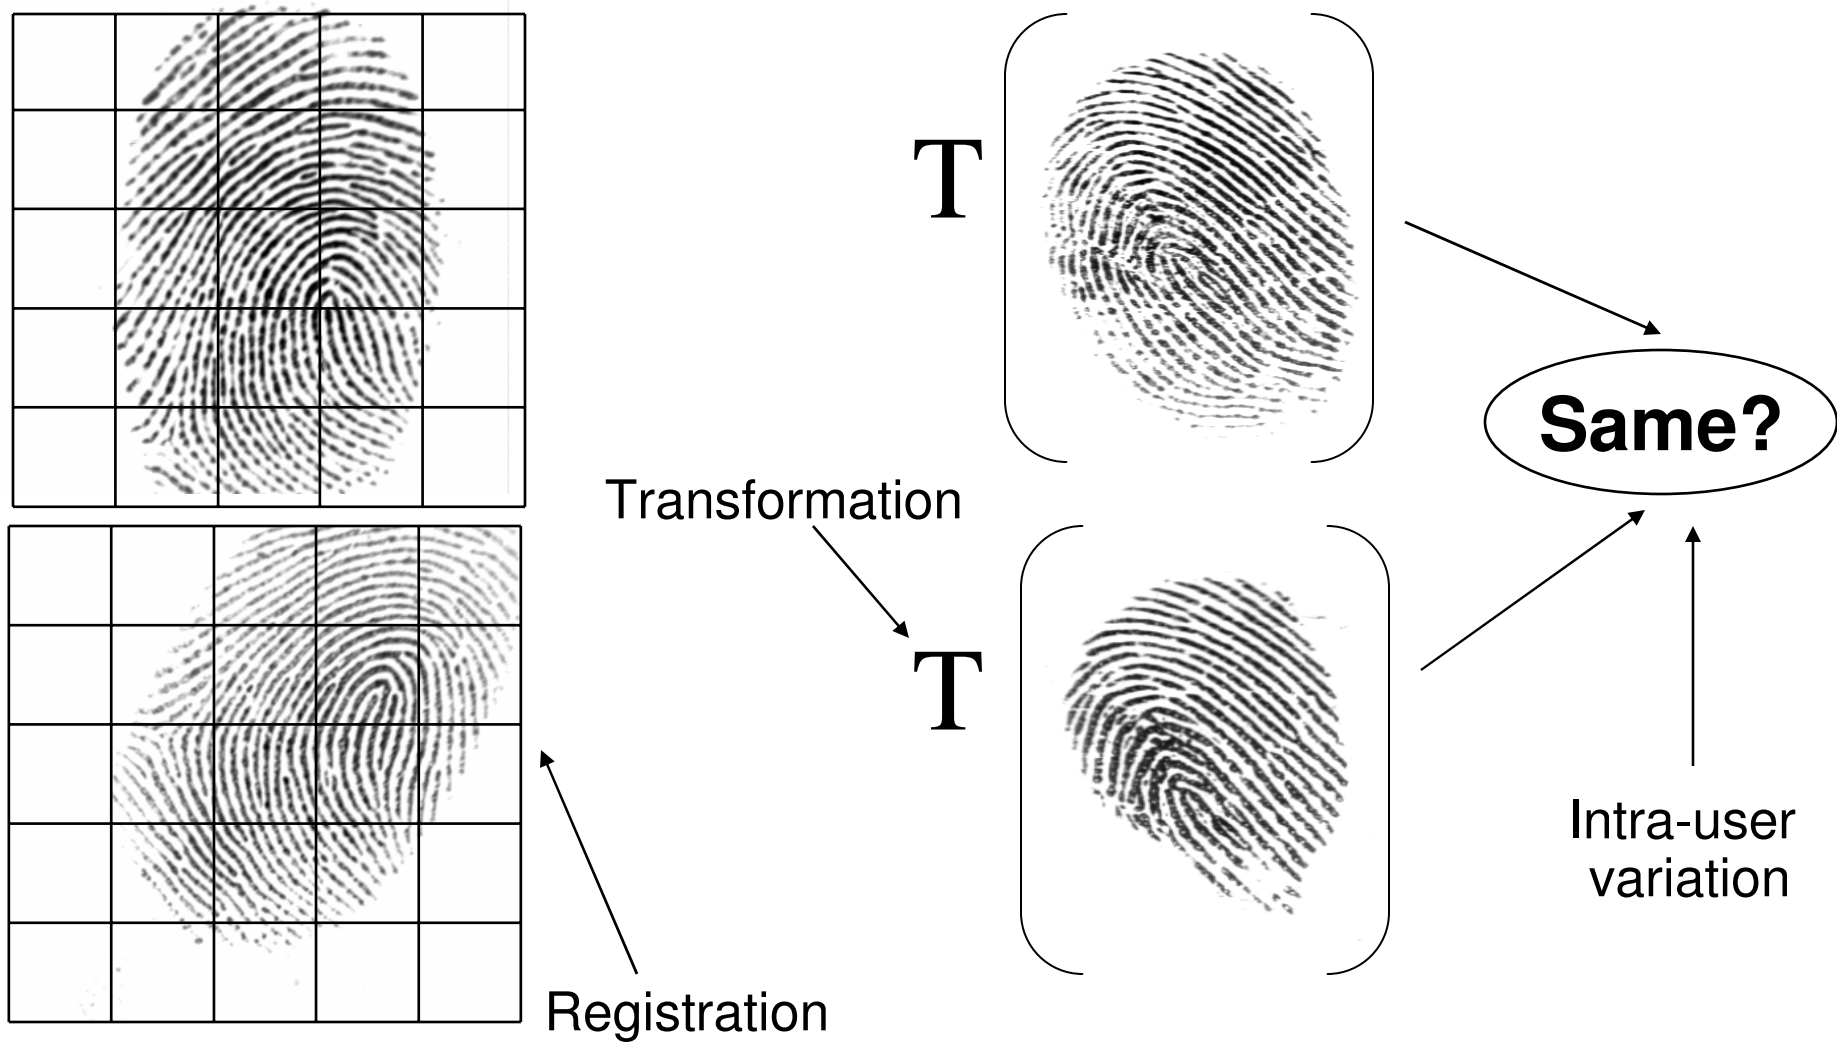 T
Same?
Transformation
T
Intra-user
variation
Registration